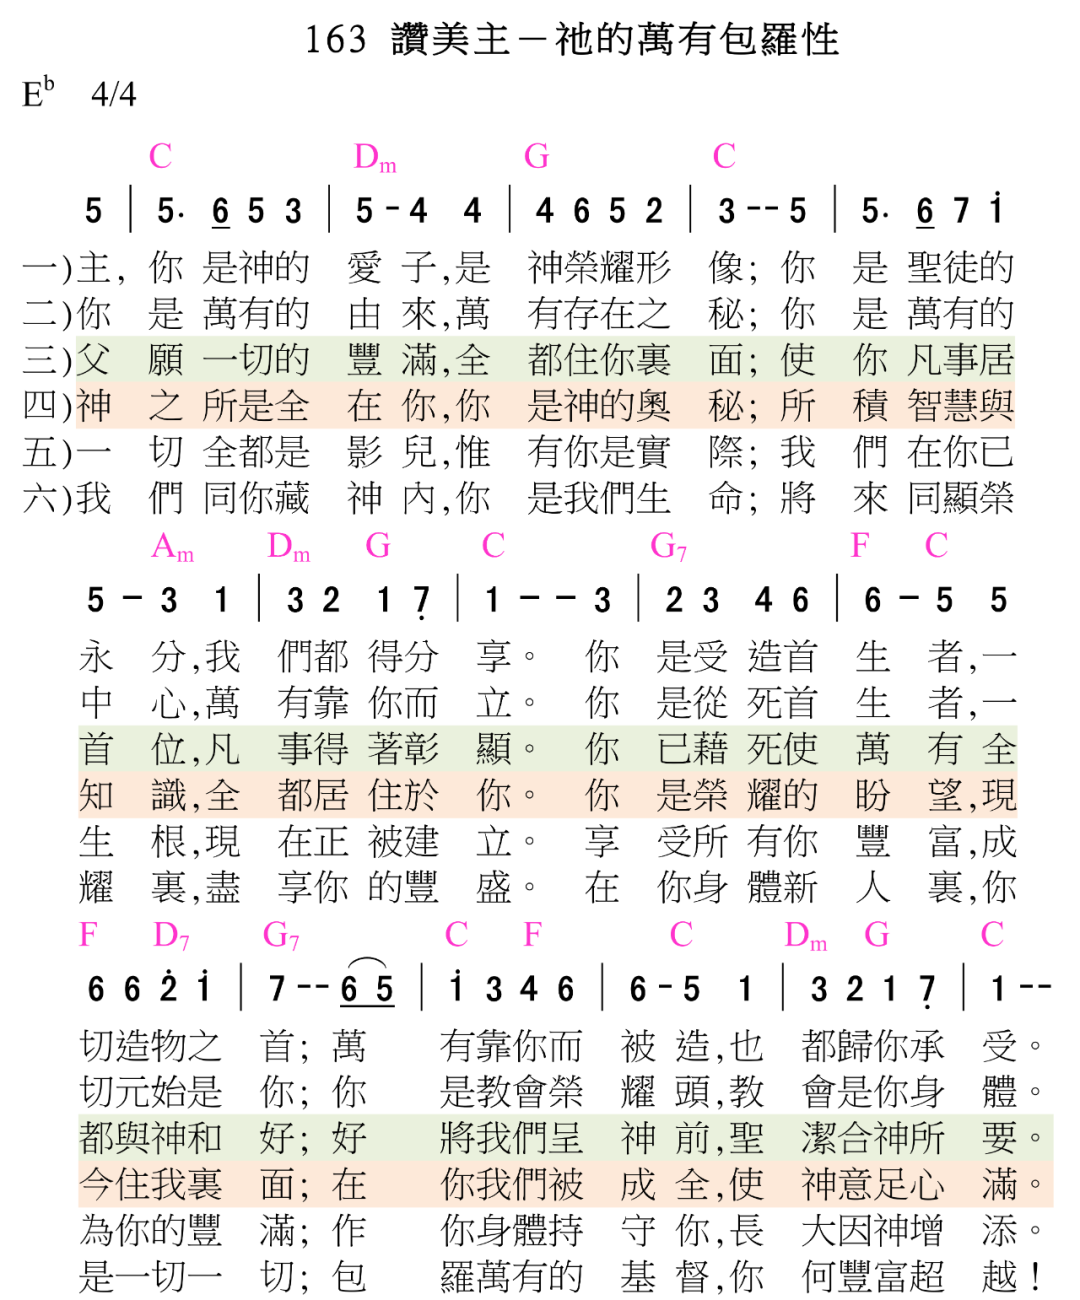 163 讚美主－祂的萬有包羅性
E♭ 4/4
C Dm G C
5 | 5. 6 5 3 | 5 - 4 4 | 4 6 5 2 | 3 - - 5 | 5. 6 7 i
一)主, 你 是神的 愛 子,是 神榮耀形 像; 你 是 聖徒的
二)你 是 萬有的 由 來,萬 有存在之 秘; 你 是 萬有的
三)父 願 一切的 豐 滿,全 都住你裏 面; 使 你 凡事居
四)神 之 所是全 在 你,你 是神的奧 秘; 所 積 智慧與
五)一 切 全都是 影 兒,惟 有你是實 際; 我 們 在你已
六)我 們 同你藏 神 內,你 是我們生 命; 將 來 同顯榮
Am Dm G C G7 F C
5 - 3 1 | 3 2 1 7̣ | 1 - - 3 | 2 3 4 6 | 6 - 5 5
永 分,我 們都 得分 享。 你 是受 造首 生 者,一
中 心,萬 有靠 你而 立。 你 是從 死首 生 者,一
首 位,凡 事得 著彰 顯。 你 已藉 死使 萬 有 全
知 識,全 都居 住於 你。 你 是榮 耀的 盼 望,現
生 根,現 在正 被建 立。 享 受所 有你 豐 富,成
耀 裏,盡 享你 的豐 盛。 在 你身 體新 人 裏,你
F D7 G7 C F C Dm G C
6 6 2̇ i | 7 - - 6 5 | i 3 4 6 | 6 - 5 1 | 3 2 1 7̣ | 1 - -
切造物之 首; 萬 有靠你而 被 造,也 都歸你承 受。
切元始是 你; 你 是教會榮 耀 頭,教 會是你身 體。
都與神和 好; 好 將我們呈 神 前,聖 潔合神所 要。
今住我裏 面; 在 你我們被 成 全,使 神意足心 滿。
為你的豐 滿; 作 你身體持 守 你,長 大因神增 添。
是一切一 切; 包 羅萬有的 基 督,你 何豐富超 越!